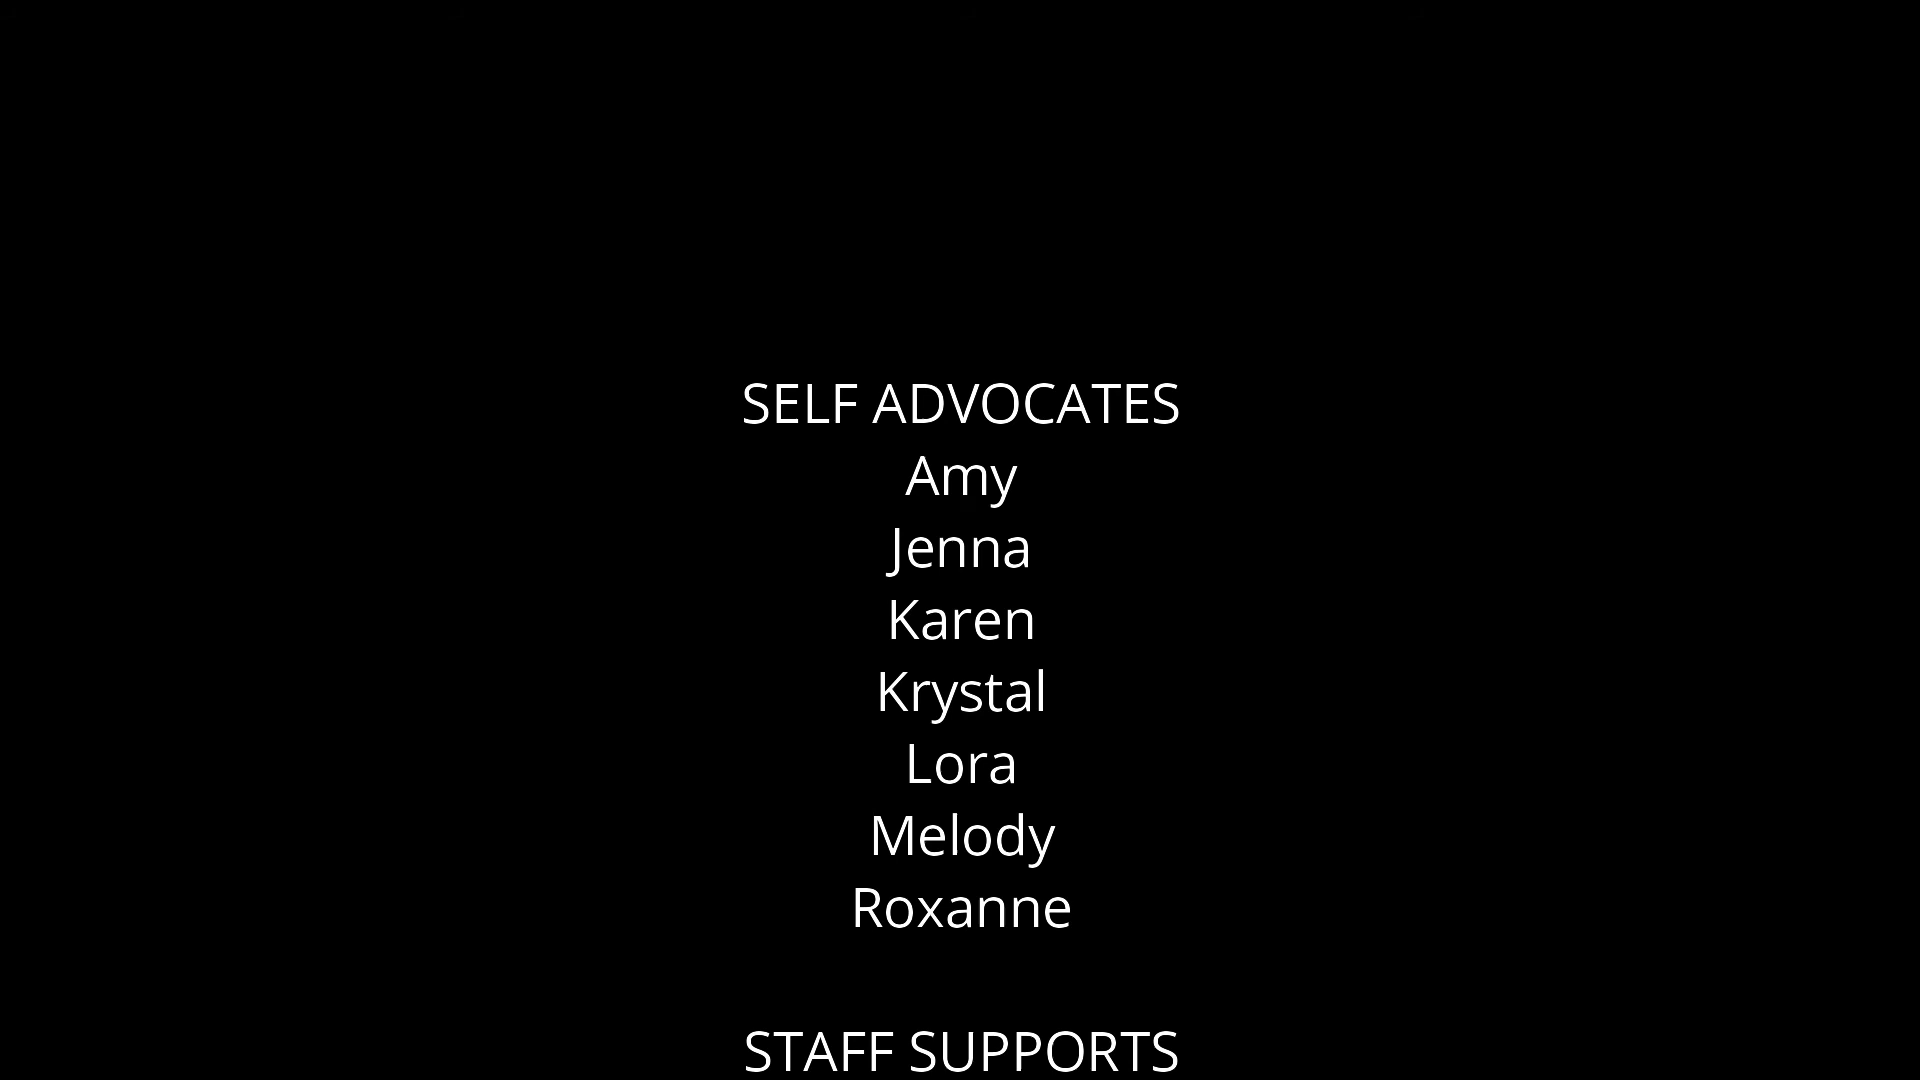 SELF ADVOCATES
Amy
Jenna
Karen
Krystal
Lora
Melody
Roxanne
STAFF SUPPORTS